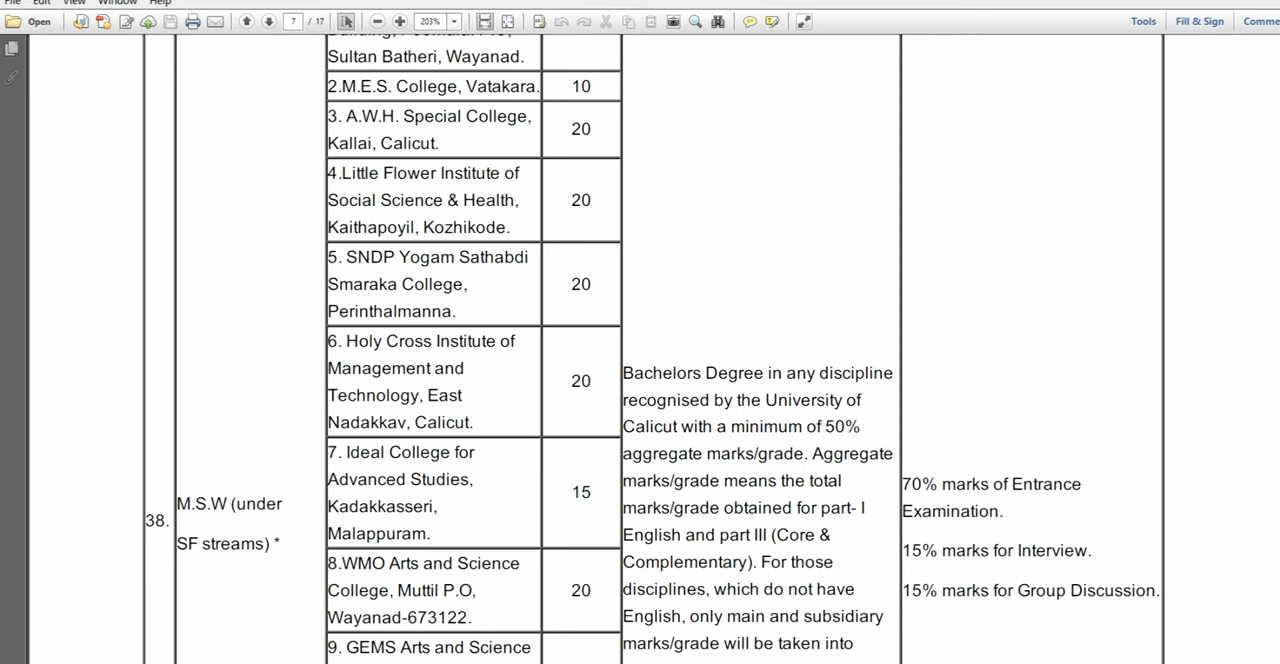 File Edit View Window Help
Open 7 / 17 203% Tools Fill & Sign
Sultan Batheri, Wayanad.
2.M.E.S. College, Vatakara. 10
3. A.W.H. Special College,
Kallai, Calicut.
20
4.Little Flower Institute of
Social Science & Health,
Kaithapoyil, Kozhikode.
20
5. SNDP Yogam Sathabdi
Smaraka College,
Perinthalmanna.
20
6. Holy Cross Institute of
Management and
Technology, East
Nadakkav, Calicut.
20
7. Ideal College for
Advanced Studies,
Kadakkasseri,
Malappuram.
15
8.WMO Arts and Science
College, Muttil P.O,
Wayanad-673122.
20
9. GEMS Arts and Science
38.
M.S.W (under
SF streams) *
Bachelors Degree in any discipline
recognised by the University of
Calicut with a minimum of 50%
aggregate marks/grade. Aggregate
marks/grade means the total
marks/grade obtained for part- I
English and part III (Core &
Complementary). For those
disciplines, which do not have
English, only main and subsidiary
marks/grade will be taken into
70% marks of Entrance
Examination.
15% marks for Interview.
15% marks for Group Discussion.